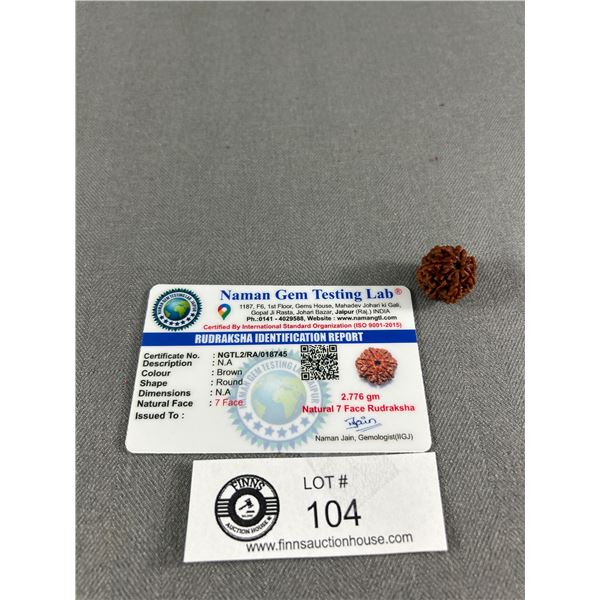 Naman Gem Testing Lab®
1187, F6, 1st Floor, Gems House, Mahadev Johari ki Gali,
Gopal Ji Rasta, Johari Bazar, Jaipur (Raj.) INDIA
Ph.:0141 - 4029588, Website : www.namangtl.com
Certified By International Standard Organization (ISO 9001-2015)
RUDRAKSHA IDENTIFICATION REPORT
Certificate No. : NGTL2/RA/018745
Description : N.A
Colour : Brown
Shape : Round
Dimensions : N.A
Natural Face : 7 Face
Issued To :
2.776 gm
Natural 7 Face Rudraksha
Jain
Naman Jain, Gemologist(IIGJ)
FINNS
AUCTION HOUSE
LOT #
104
www.finnsauctionhouse.com